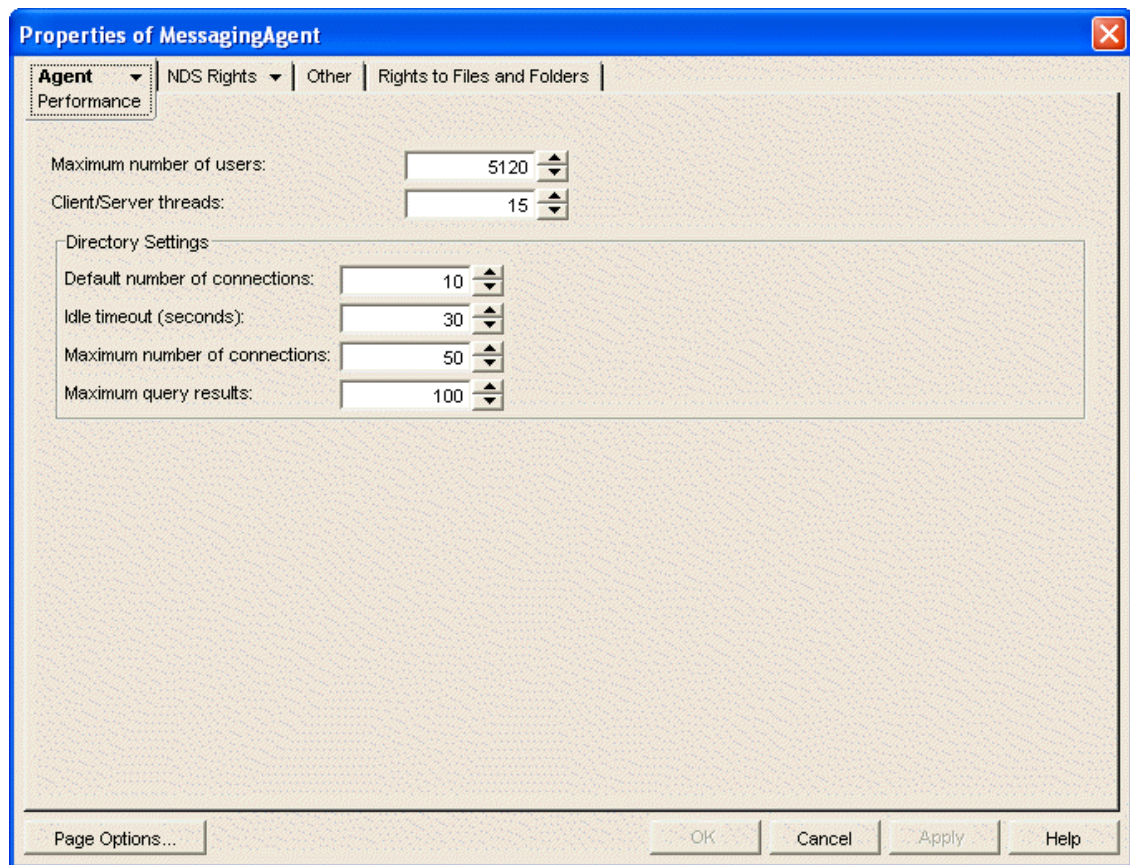 Properties of MessagingAgent
Agent NDS Rights Other Rights to Files and Folders
Performance
Maximum number of users: 5120
Client/Server threads: 15
Directory Settings
Default number of connections: 10
Idle timeout (seconds): 30
Maximum number of connections: 50
Maximum query results: 100
Page Options... OK Cancel Apply Help